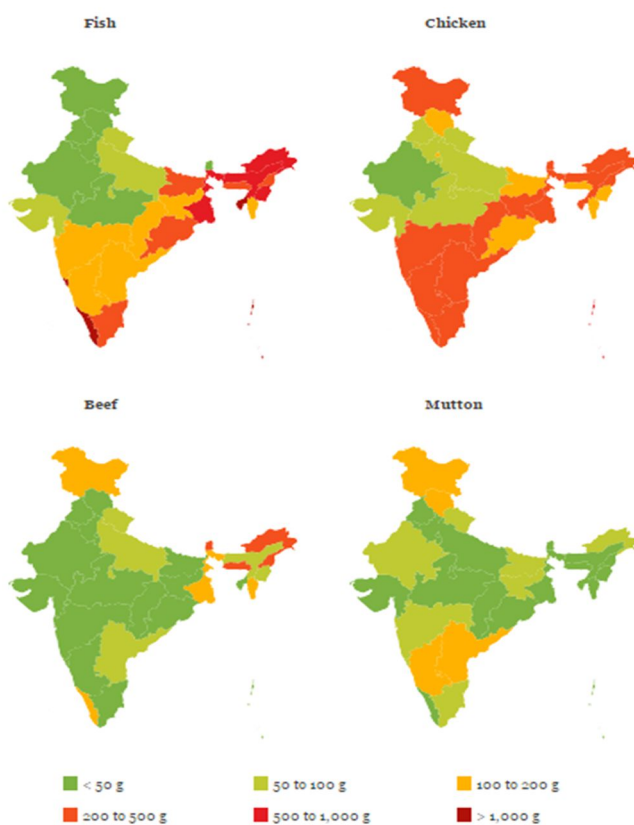 Fish
Chicken
Beef
Mutton
< 50 g
50 to 100 g
100 to 200 g
200 to 500 g
500 to 1,000 g
> 1,000 g